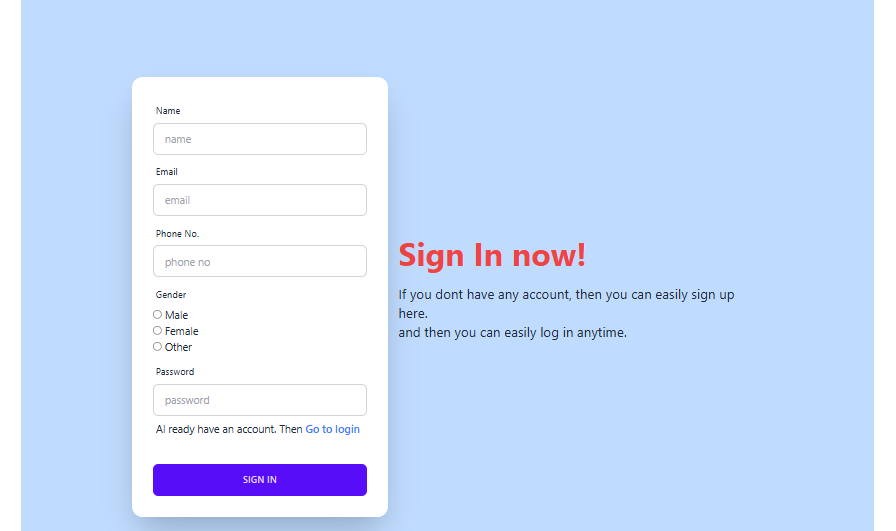 Name
name
Email
email
Phone No.
phone no
Gender
Male
Female
Other
Password
password
Al ready have an account. Then Go to login
SIGN IN
Sign In now!
If you dont have any account, then you can easily sign up
here.
and then you can easily log in anytime.